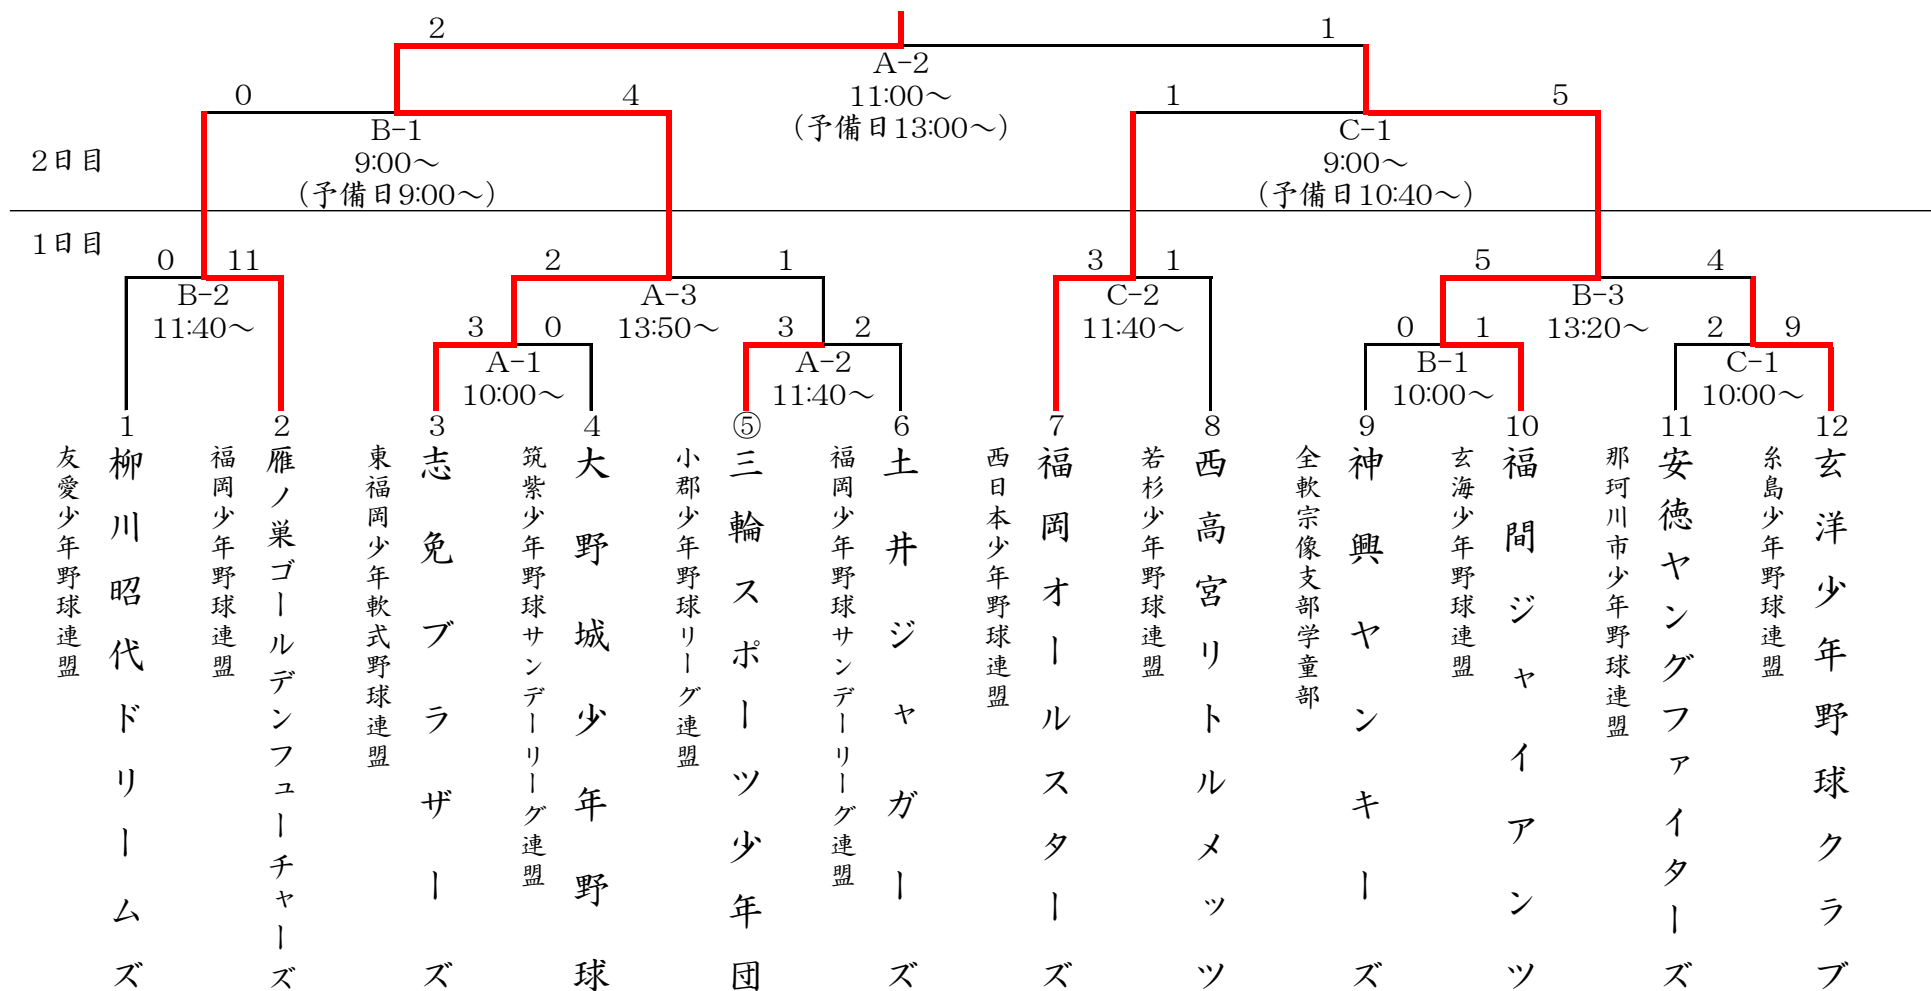 2
1
A-2
11:00～
(予備日13:00～)
0
4
B-1
9:00～
(予備日9:00～)
1
5
C-1
9:00～
(予備日10:40～)
2日目
1日目
0
11
B-2
11:40～
2
1
A-3
13:50～
3
0
A-1
10:00～
3
2
A-2
11:40～
3
1
C-2
11:40～
5
4
B-3
13:20～
0
1
B-1
10:00～
2
9
C-1
10:00～
1
柳川昭代ドリームズ
友愛少年野球連盟
2
雁ノ巣ゴールデンフューチャーズ
福岡少年野球連盟
3
志免ブラザーズ
東福岡少年軟式野球連盟
4
大野城少年野球
筑紫少年野球サンデーリーグ連盟
⑤
三輪スポーツ少年団
小郡少年野球リーグ連盟
6
土井ジャガーズ
福岡少年野球サンデーリーグ連盟
7
福岡オールスターズ
西日本少年野球連盟
8
西高宮リトルメッツ
若杉少年野球連盟
9
神興ヤンキーズ
全軟宗像支部学童部
10
福間ジャイアンツ
玄海少年野球連盟
11
安徳ヤングファイターズ
那珂川市少年野球連盟
12
玄洋少年野球クラブ
糸島少年野球連盟